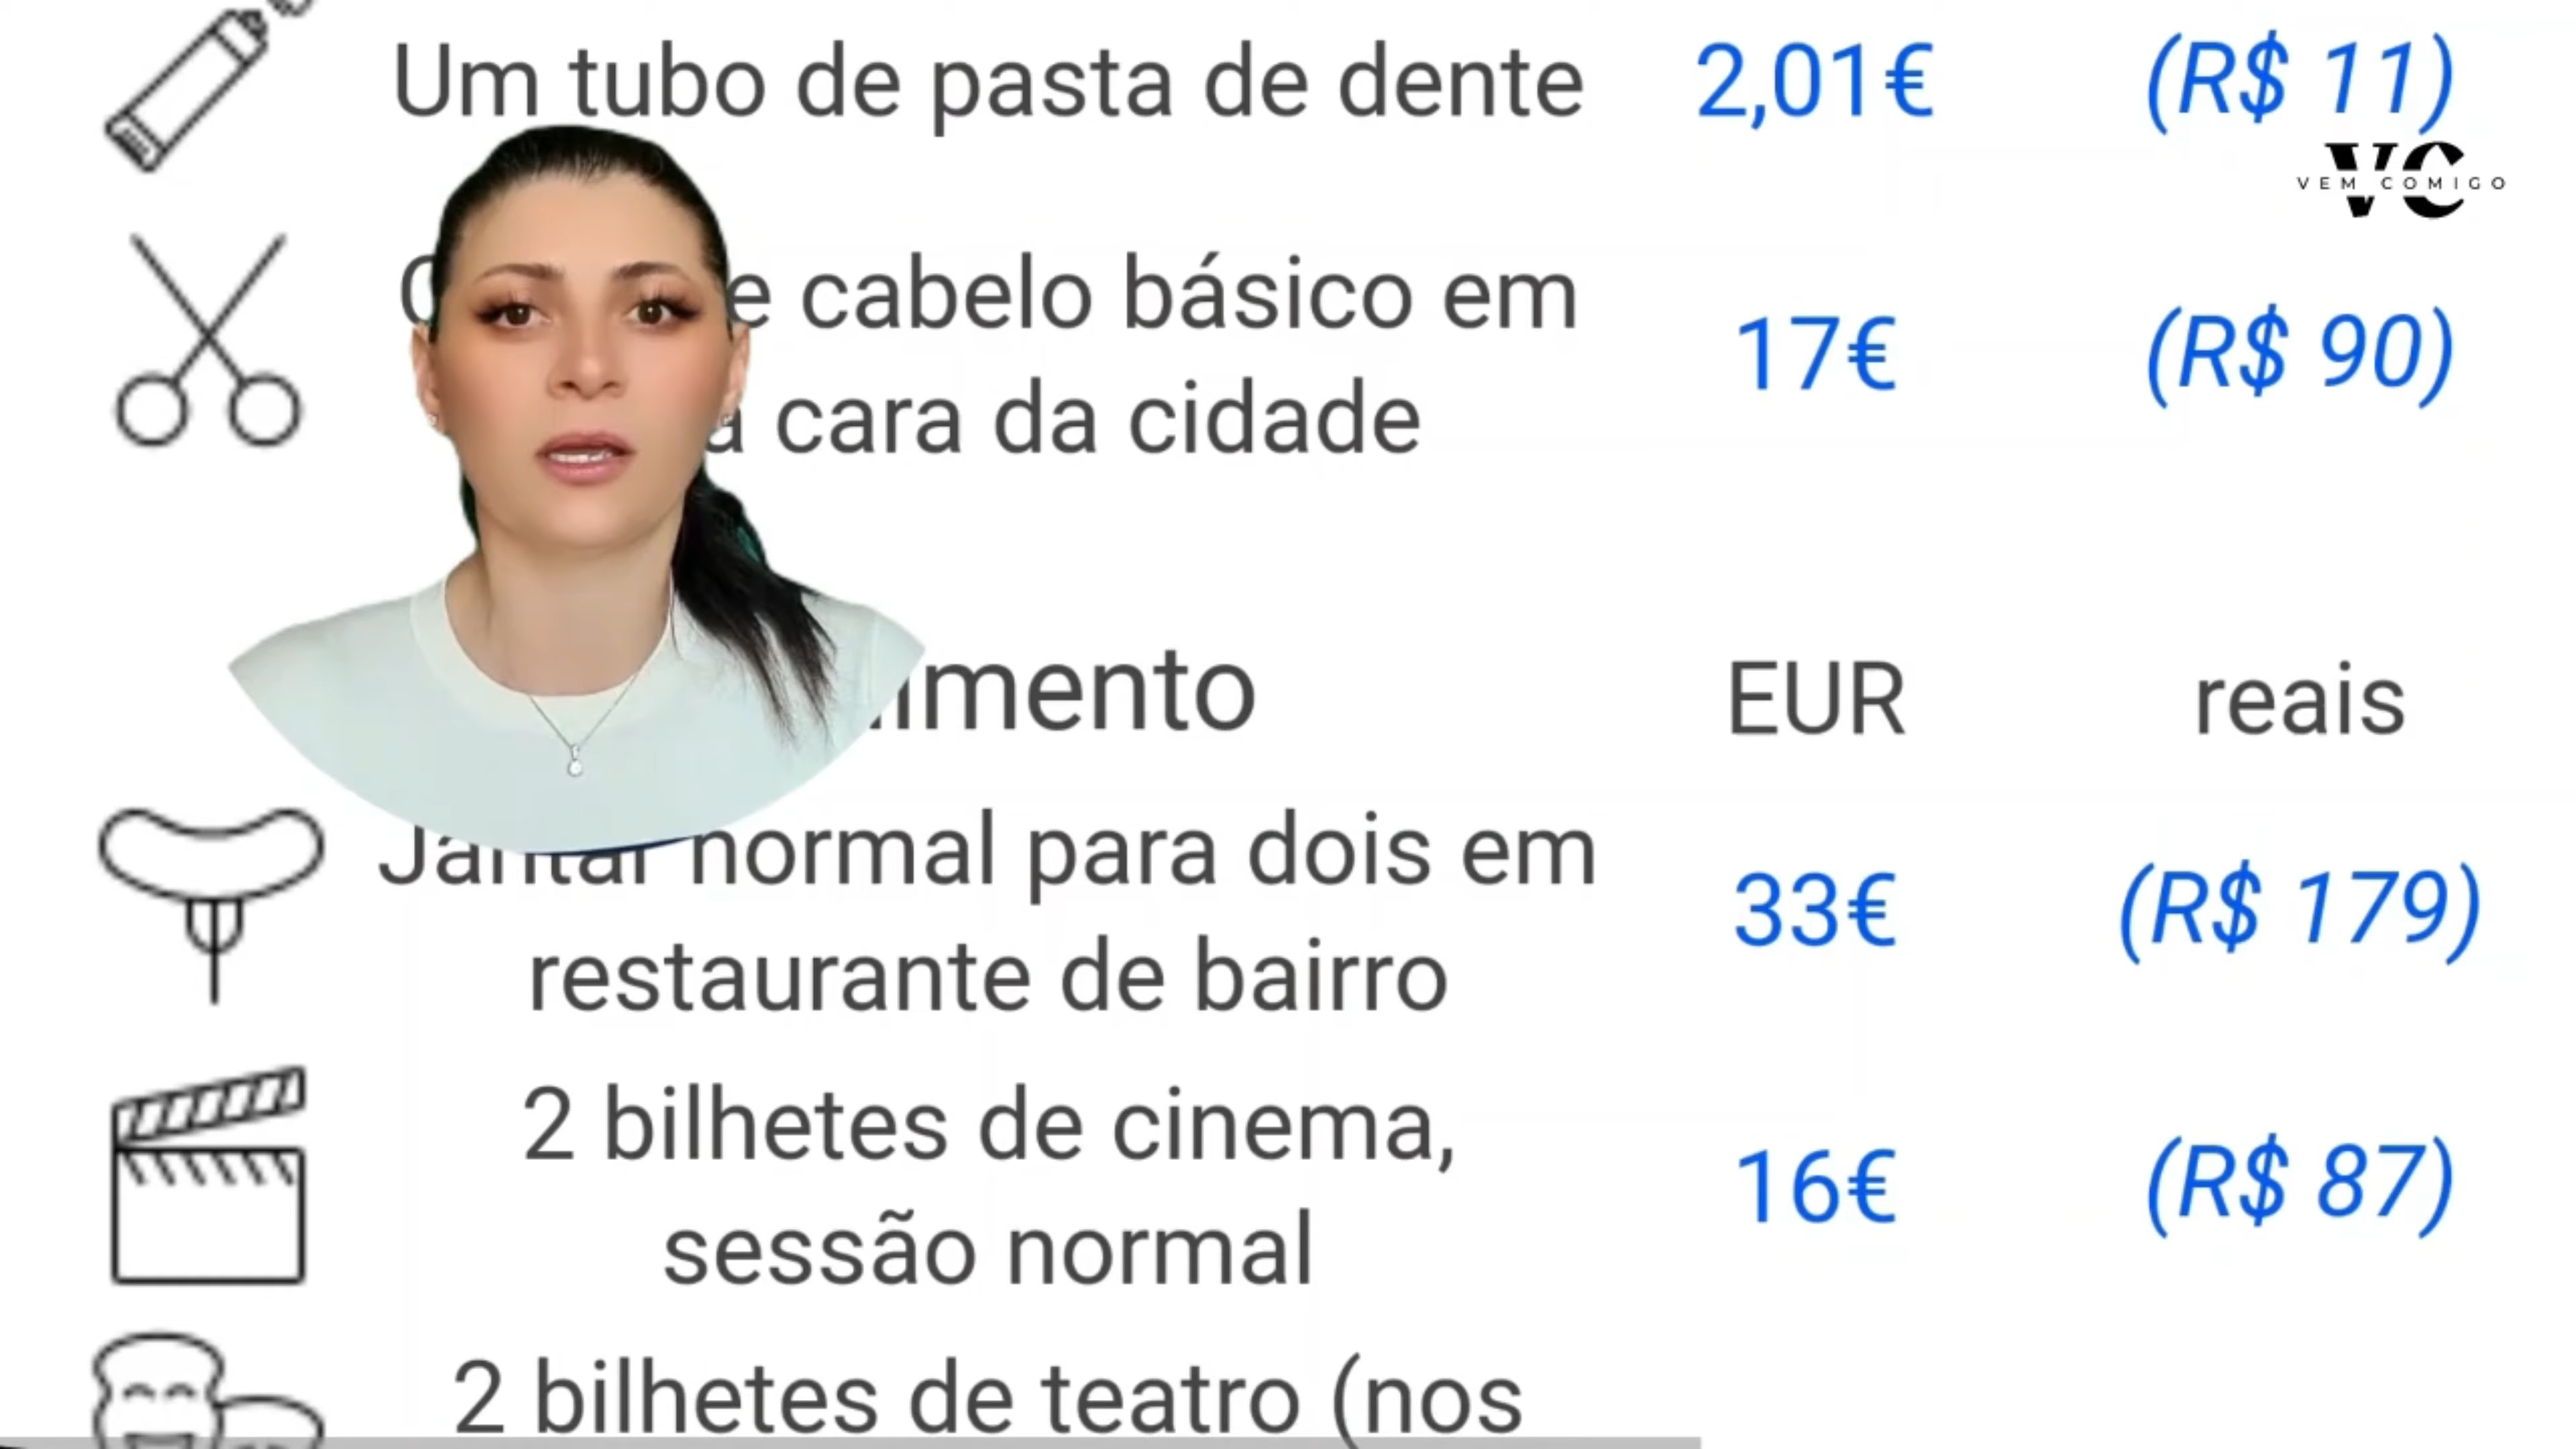 Um tubo de pasta de dente 2,01€ (R$ 11)
VC
VEM COMIGO
cabelo básico em
cara da cidade
17€ (R$ 90)
EUR reais
Jantar normal para dois em
restaurante de bairro
33€ (R$ 179)
2 bilhetes de cinema,
sessão normal
16€ (R$ 87)
2 bilhetes de teatro (nos